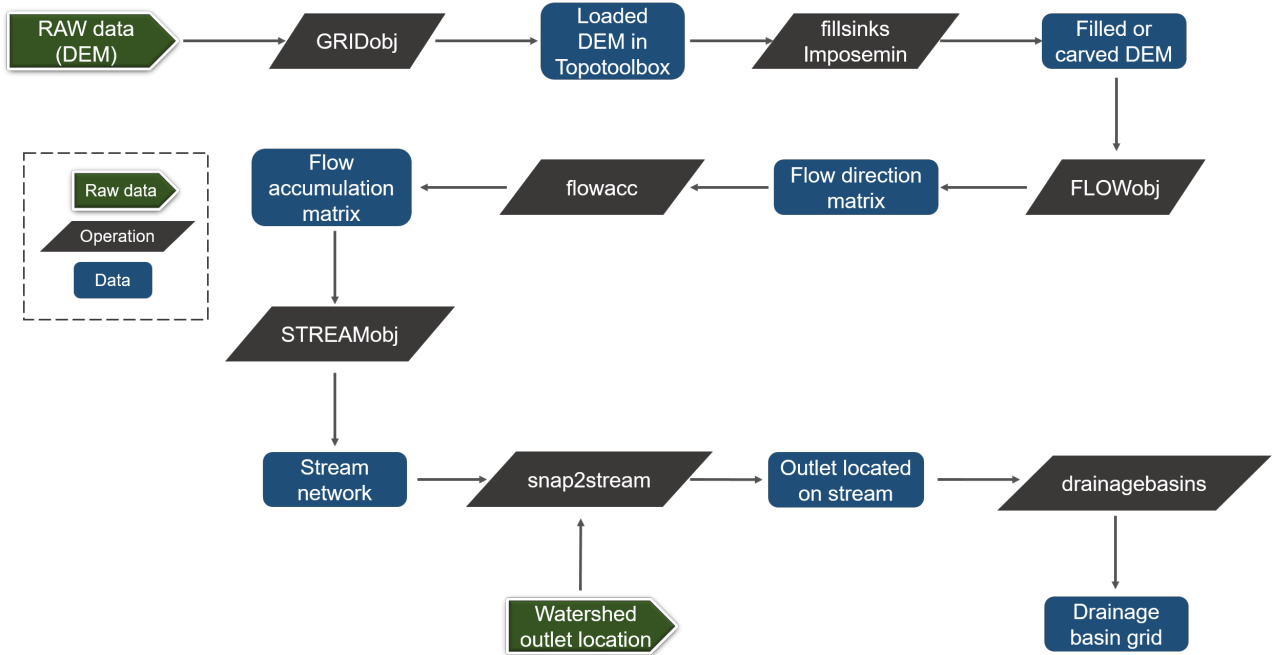 RAW data
(DEM)
GRIDobj
Loaded
DEM in
Topotoolbox
fillsinks
Imposemin
Filled or
carved DEM
Flow
accumulation
matrix
flowacc
Flow direction
matrix
FLOWobj
Raw data
Operation
Data
STREAMobj
Stream
network
snap2stream
Outlet located
on stream
drainagebasins
Watershed
outlet location
Drainage
basin grid